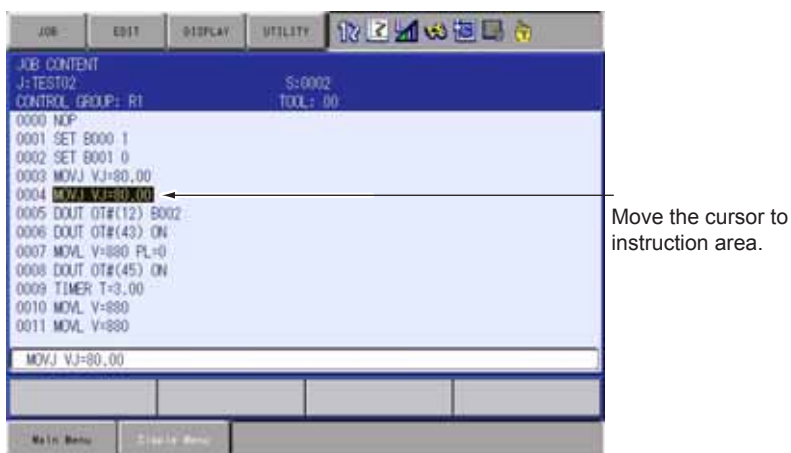 JOB EDIT DISPLAY UTILITY
JOB CONTENT
J:TEST02 S:0002
CONTROL GROUP: R1 TOOL: 00
0000 NOP
0001 SET B000 1
0002 SET B001 0
0003 MOVJ VJ=80.00
0004 MOVJ VJ=80.00
0005 DOUT OT#(12) B002
0006 DOUT OT#(43) ON
0007 MOVL V=880 PL=0
0008 DOUT OT#(45) ON
0009 TIMER T=3.00
0010 MOVL V=880
0011 MOVL V=880
Move the cursor to
instruction area.
MOVJ VJ=80.00
Main Menu Simple Menu